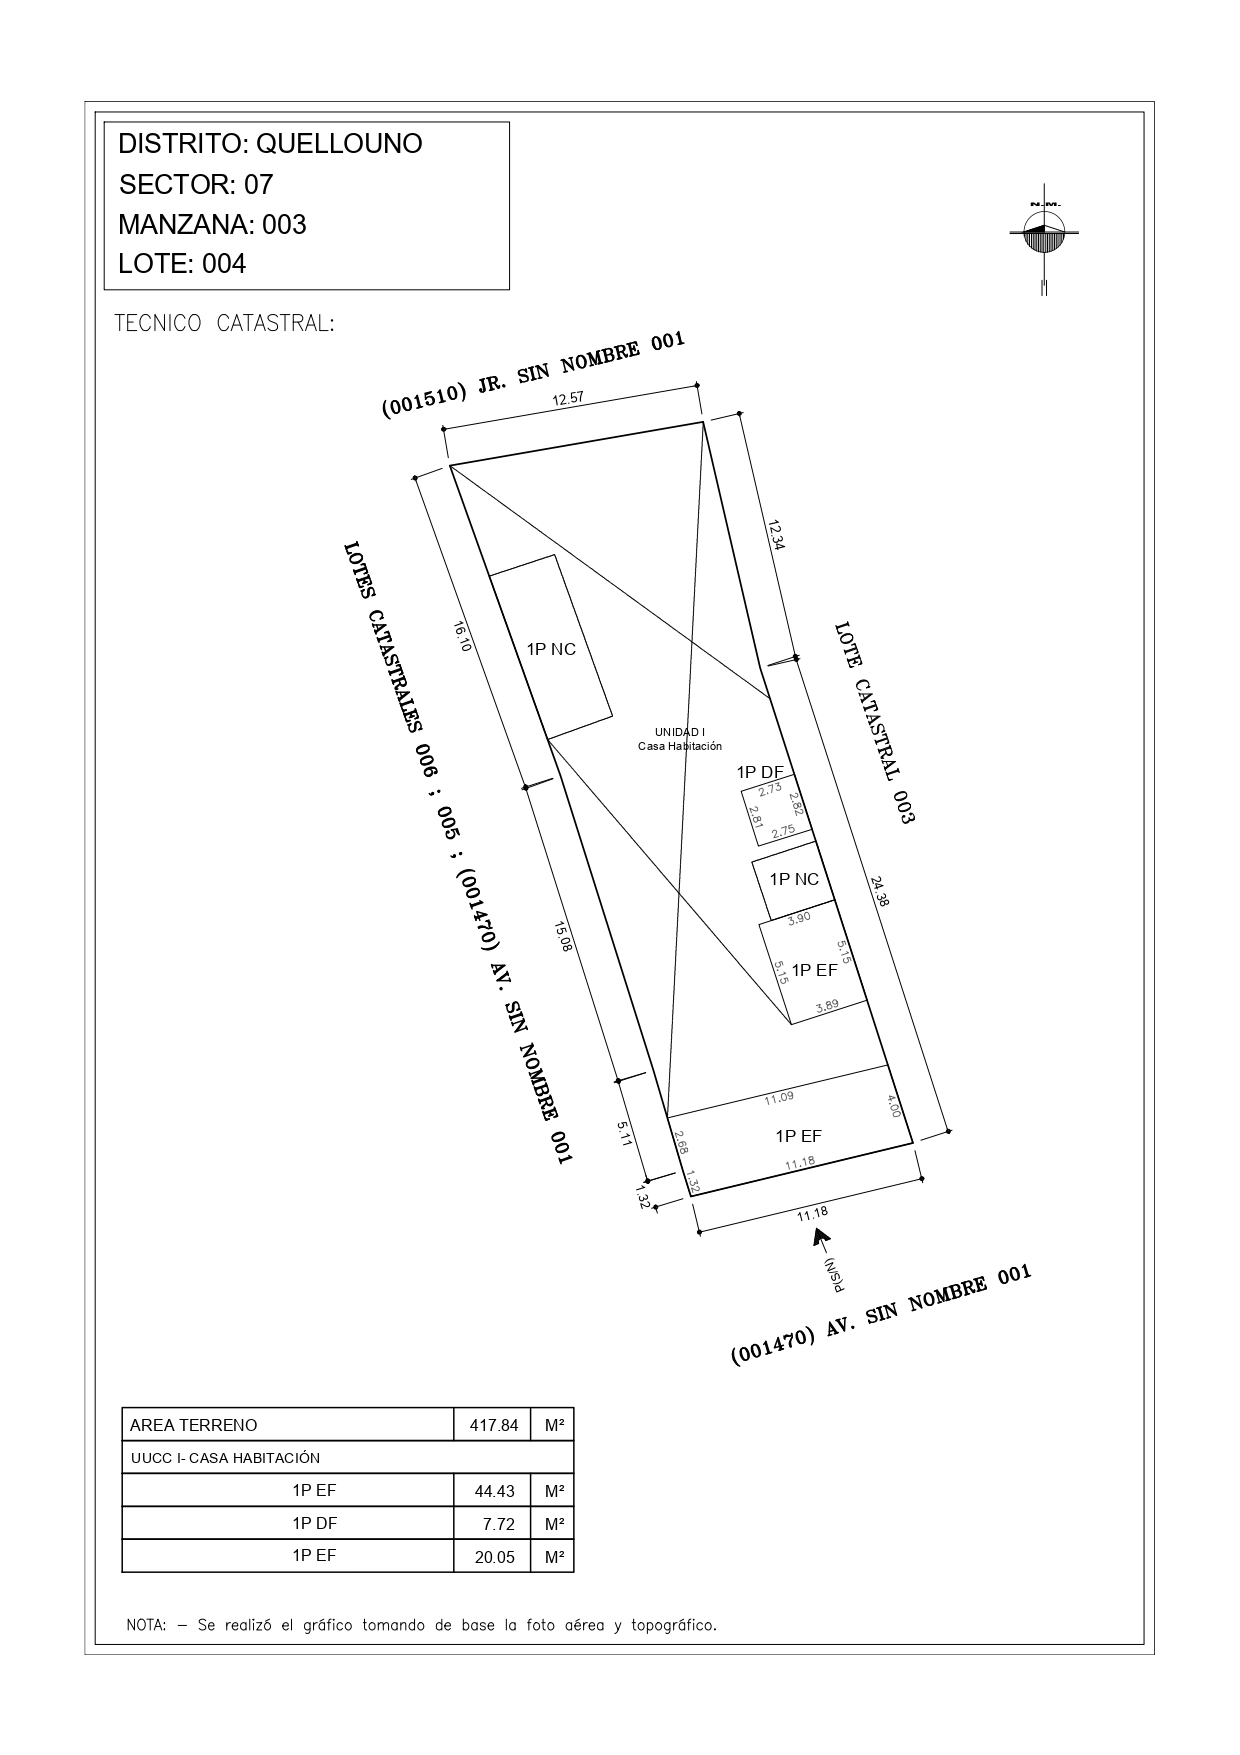 DISTRITO: QUELLOUNO
SECTOR: 07
MANZANA: 003
LOTE: 004
N.M.
TECNICO CATASTRAL:
(001510) JR. SIN NOMBRE 001
12.57
12.34
16.10
LOTES CATASTRALES 006 ; 005 ; (001470) AV. SIN NOMBRE 001
LOTE CATASTRAL 003
1P NC
UNIDAD I
Casa Habitación
1P DF
2.73
2.82
2.81
2.75
1P NC
24.38
15.08
3.90
5.15
5.15
1P EF
3.89
11.09
4.00
5.11
2.68
1P EF
11.18
1.32
1.32
11.18
P(S/N)
(001470) AV. SIN NOMBRE 001
AREA TERRENO 417.84 M²
UUCC I- CASA HABITACIÓN
1P EF 44.43 M²
1P DF 7.72 M²
1P EF 20.05 M²
NOTA: – Se realizó el gráfico tomando de base la foto aérea y topográfico.